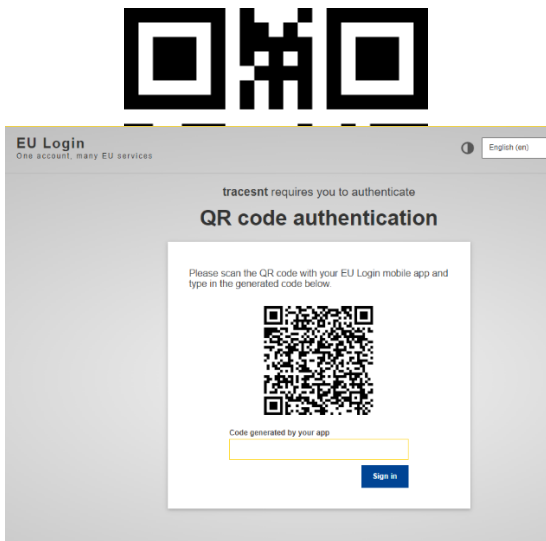 EU Login
One account, many EU services
English (en)
tracesnt requires you to authenticate
QR code authentication
Please scan the QR code with your EU Login mobile app and
type in the generated code below.
Code generated by your app
Sign in